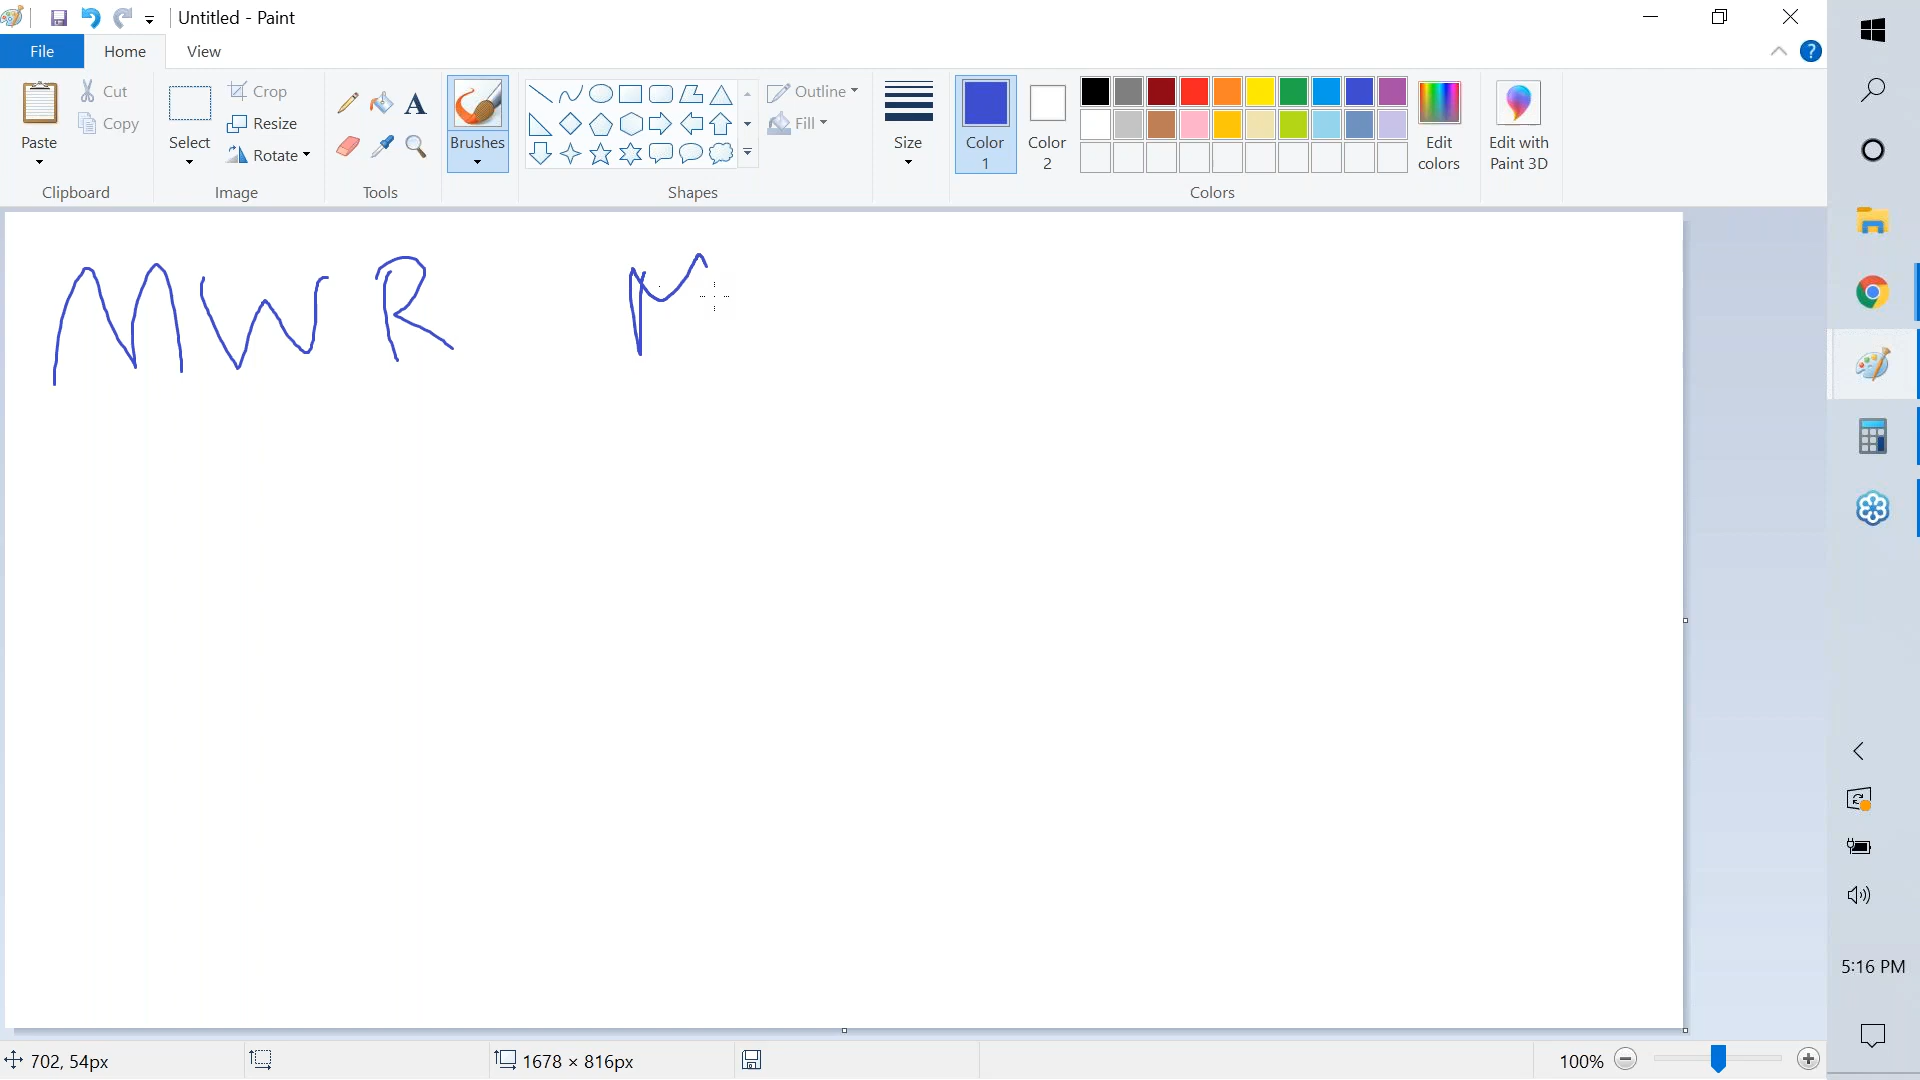 Untitled - Paint
File Home View
Paste Cut Copy Clipboard
Select Crop Resize Rotate Image
Tools
Brushes
Shapes Outline Fill
Size
Color 1 Color 2 Colors
Edit colors
Edit with Paint 3D
MWR
5:16 PM
702, 54px
1678 × 816px
100%